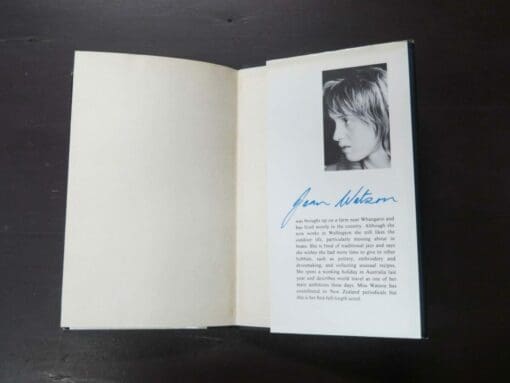 Jean Watson
was brought up on a farm near Whangarei and
has lived mostly in the country. Although she
now works in Wellington she still likes the
outdoor life, particularly messing about in
boats. She is fond of traditional jazz and says
she wishes she had more time to give to other
hobbies, such as pottery, embroidery and
dressmaking, and collecting unusual recipes.
She spent a working holiday in Australia last
year and describes world travel as one of her
main ambitions these days. Miss Watson has
contributed to New Zealand periodicals but
this is her first full-length novel.